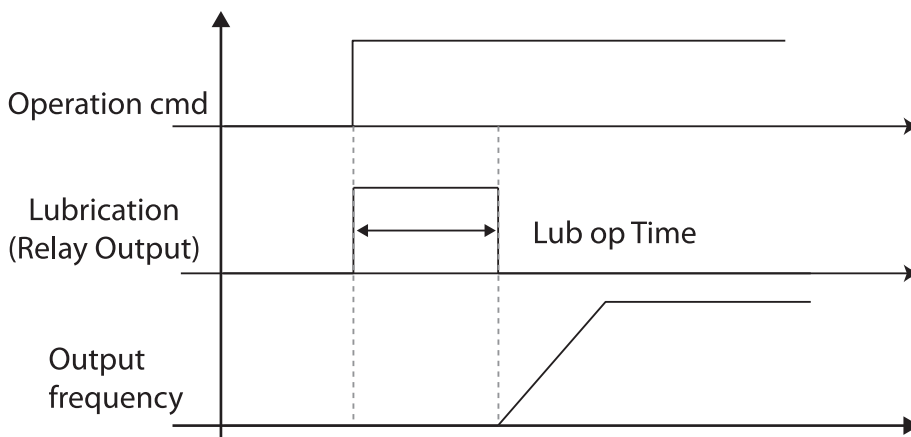 Operation cmd
Lubrication
(Relay Output)
Lub op Time
Output
frequency